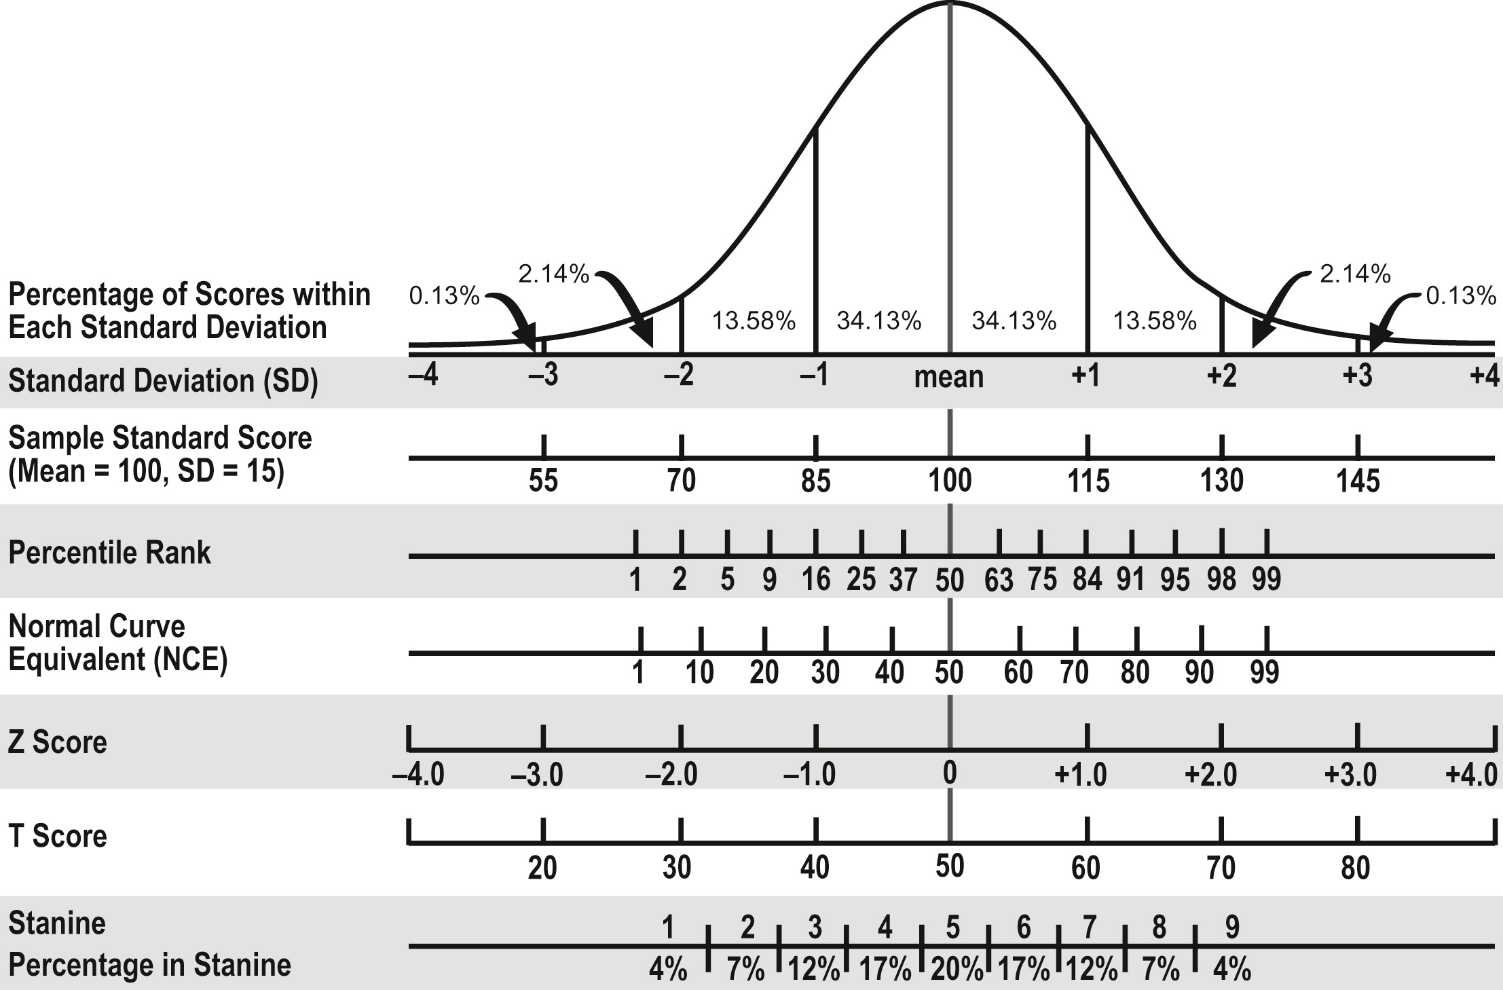 2.14% 2.14%
0.13% 0.13%
Percentage of Scores within
Each Standard Deviation
13.58% 34.13% 34.13% 13.58%
Standard Deviation (SD) –4 –3 –2 –1 mean +1 +2 +3 +4
Sample Standard Score
(Mean = 100, SD = 15)
55 70 85 100 115 130 145
Percentile Rank
1 2 5 9 16 25 37 50 63 75 84 91 95 98 99
Normal Curve
Equivalent (NCE)
1 10 20 30 40 50 60 70 80 90 99
Z Score
–4.0 –3.0 –2.0 –1.0 0 +1.0 +2.0 +3.0 +4.0
T Score
20 30 40 50 60 70 80
Stanine 1 2 3 4 5 6 7 8 9
Percentage in Stanine 4% 7% 12% 17% 20% 17% 12% 7% 4%